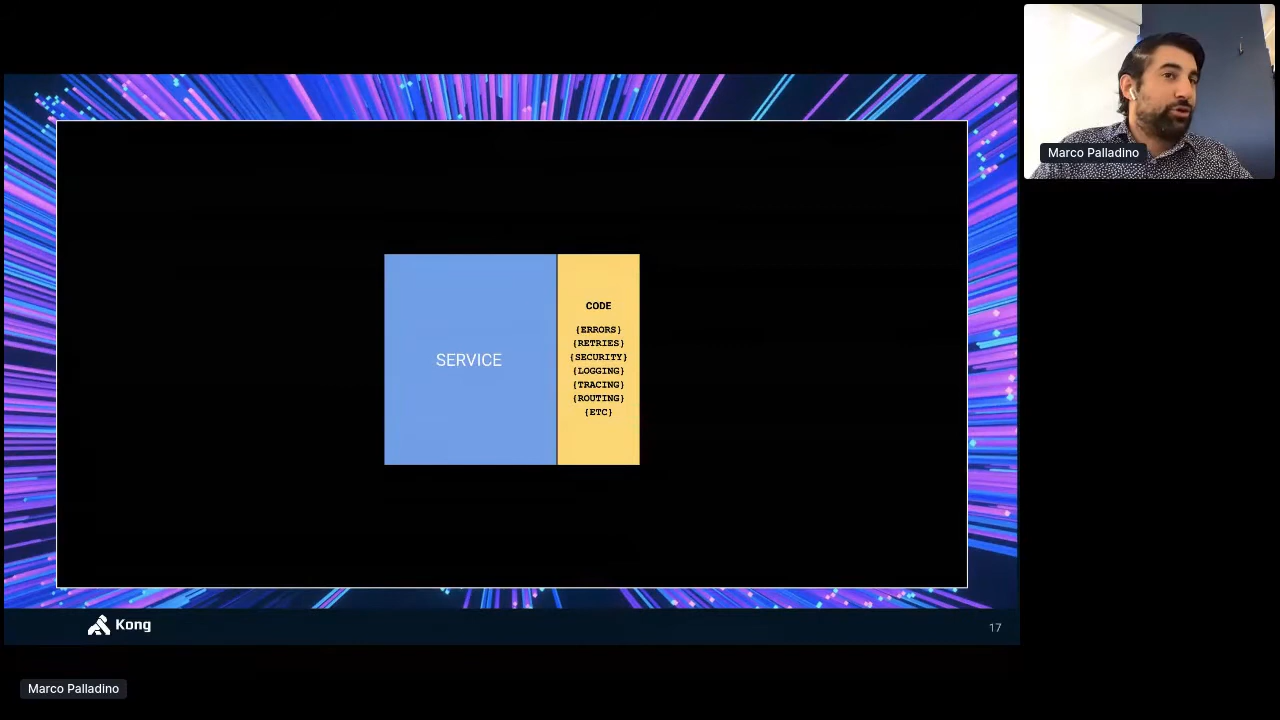 Marco Palladino
SERVICE
CODE
{ERRORS}
{RETRIES}
{SECURITY}
{LOGGING}
{TRACING}
{ROUTING}
{ETC}
Kong
17
Marco Palladino